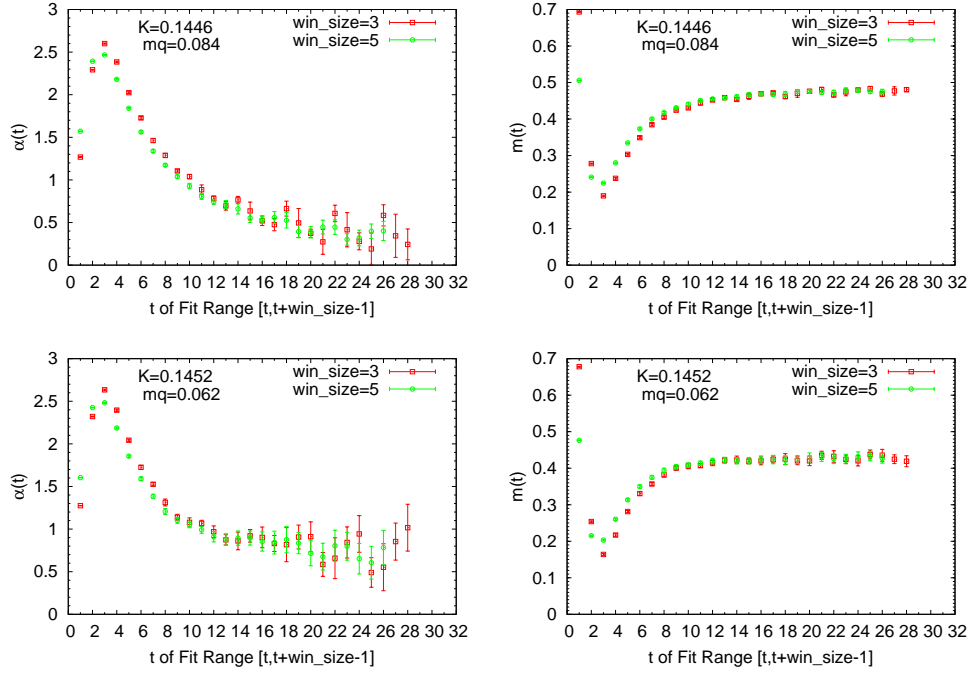 K=0.1446
mq=0.084
win_size=3
win_size=5
α(t)
3
2.5
2
1.5
1
0.5
0
0 2 4 6 8 10 12 14 16 18 20 22 24 26 28 30 32
t of Fit Range [t,t+win_size-1]
K=0.1446
mq=0.084
win_size=3
win_size=5
m(t)
0.7
0.6
0.5
0.4
0.3
0.2
0.1
0
0 2 4 6 8 10 12 14 16 18 20 22 24 26 28 30 32
t of Fit Range [t,t+win_size-1]
K=0.1452
mq=0.062
win_size=3
win_size=5
α(t)
3
2.5
2
1.5
1
0.5
0
0 2 4 6 8 10 12 14 16 18 20 22 24 26 28 30 32
t of Fit Range [t,t+win_size-1]
K=0.1452
mq=0.062
win_size=3
win_size=5
m(t)
0.7
0.6
0.5
0.4
0.3
0.2
0.1
0
0 2 4 6 8 10 12 14 16 18 20 22 24 26 28 30 32
t of Fit Range [t,t+win_size-1]